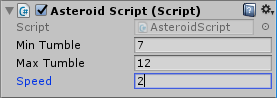 Asteroid Script (Script)
Script AsteroidScript
Min Tumble 7
Max Tumble 12
Speed 2